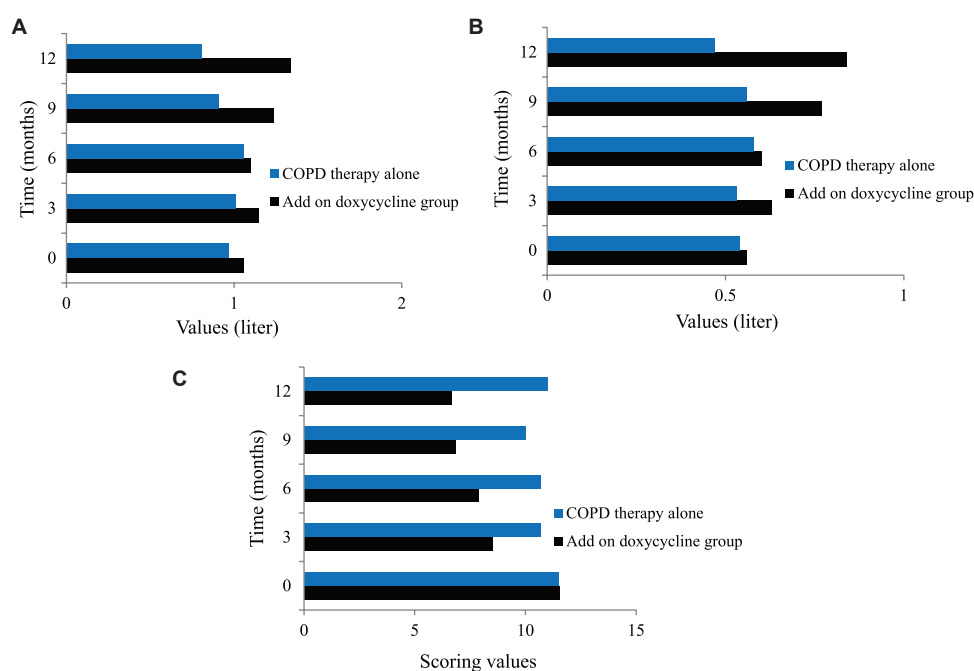 A
Time (months)
12
9
6
3
0
COPD therapy alone
Add on doxycycline group
0
1
2
Values (liter)
B
Time (months)
12
9
6
3
0
COPD therapy alone
Add on doxycycline group
0
0.5
1
Values (liter)
C
Time (months)
12
9
6
3
0
COPD therapy alone
Add on doxycycline group
0
5
10
15
Scoring values